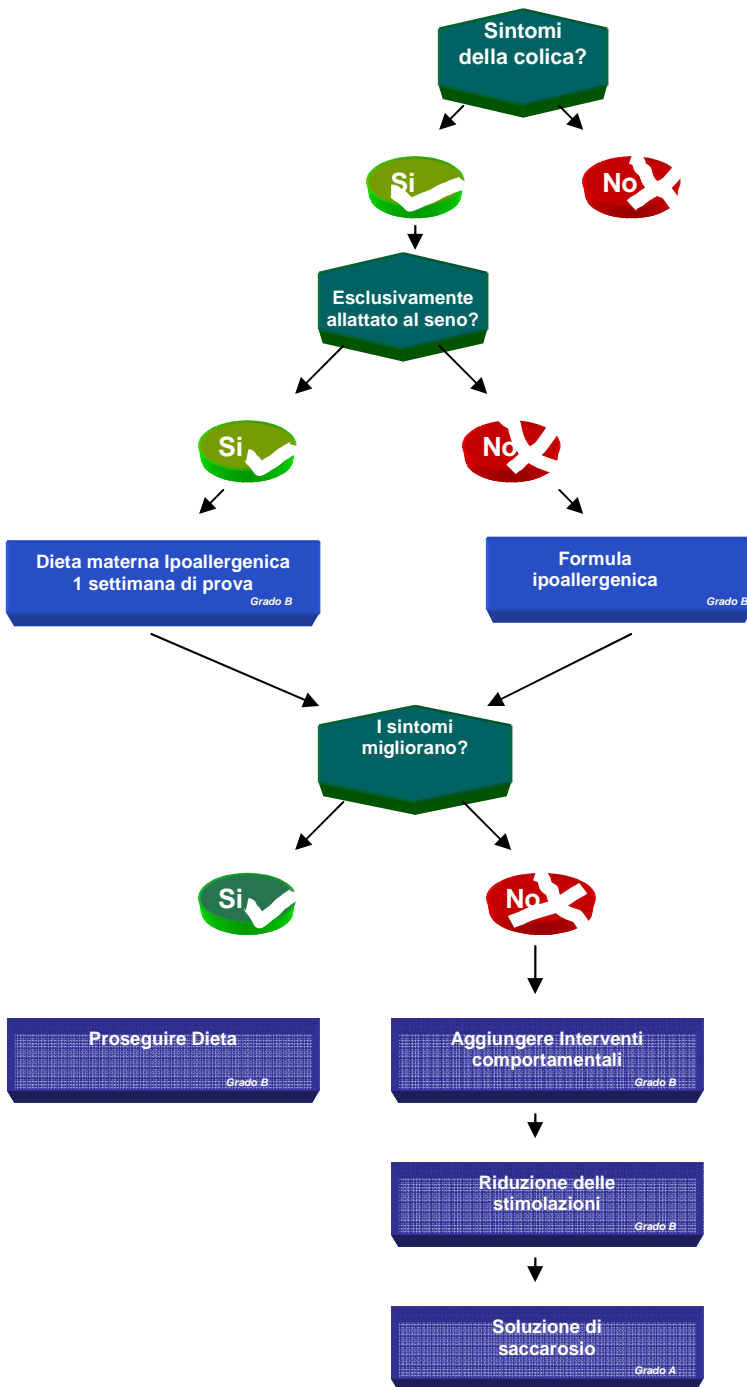 Sintomi
della colica?
Si
No
Esclusivamente
allattato al seno?
Si
No
Dieta materna Ipoallergenica
1 settimana di prova
Grado B
Formula
ipoallergenica
Grado B
I sintomi
migliorano?
Si
No
Proseguire Dieta
Grado B
Aggiungere Interventi
comportamentali
Grado B
Riduzione delle
stimolazioni
Grado B
Soluzione di
saccarosio
Grado A